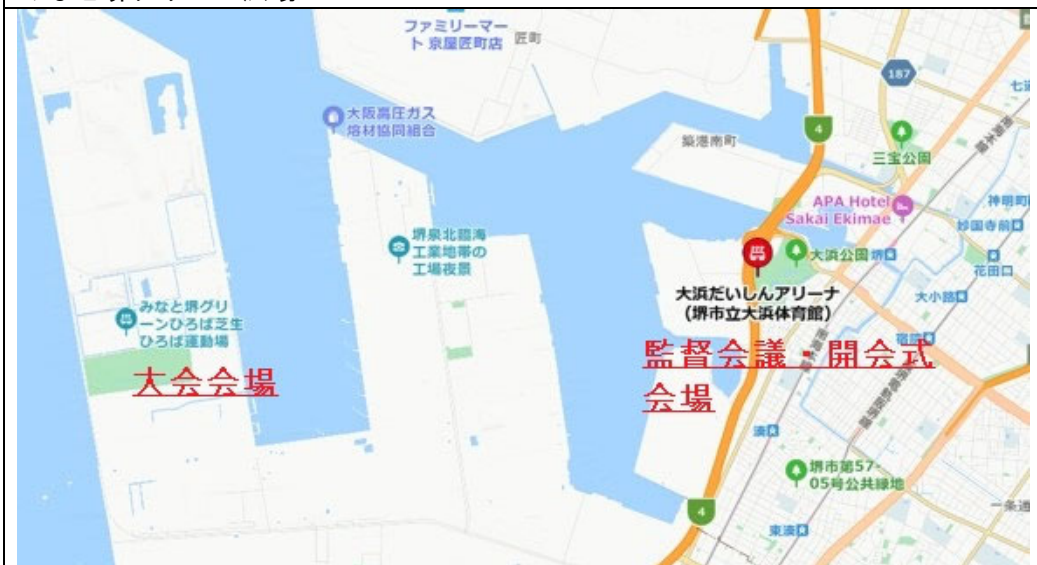 ファミリーマー
ト 京屋匠町店
匠町
187
大阪高圧ガス
熔材協同組合
4
築港南町
三宝公園
南海本線
APA Hotel
Sakai Ekimae
神明町
妙国寺前
堺泉北臨海
工業地帯の
工場夜景
大浜公園
堺
花田口
大浜だいしんアリーナ
(堺市立大浜体育館)
大小路
みなと堺グリ
ーンひろば芝生
ひろば運動場
宿院
監督会議・開会式
会場
大会会場
湊
堺市第57-
05号公共緑地
4
一条通
東湊